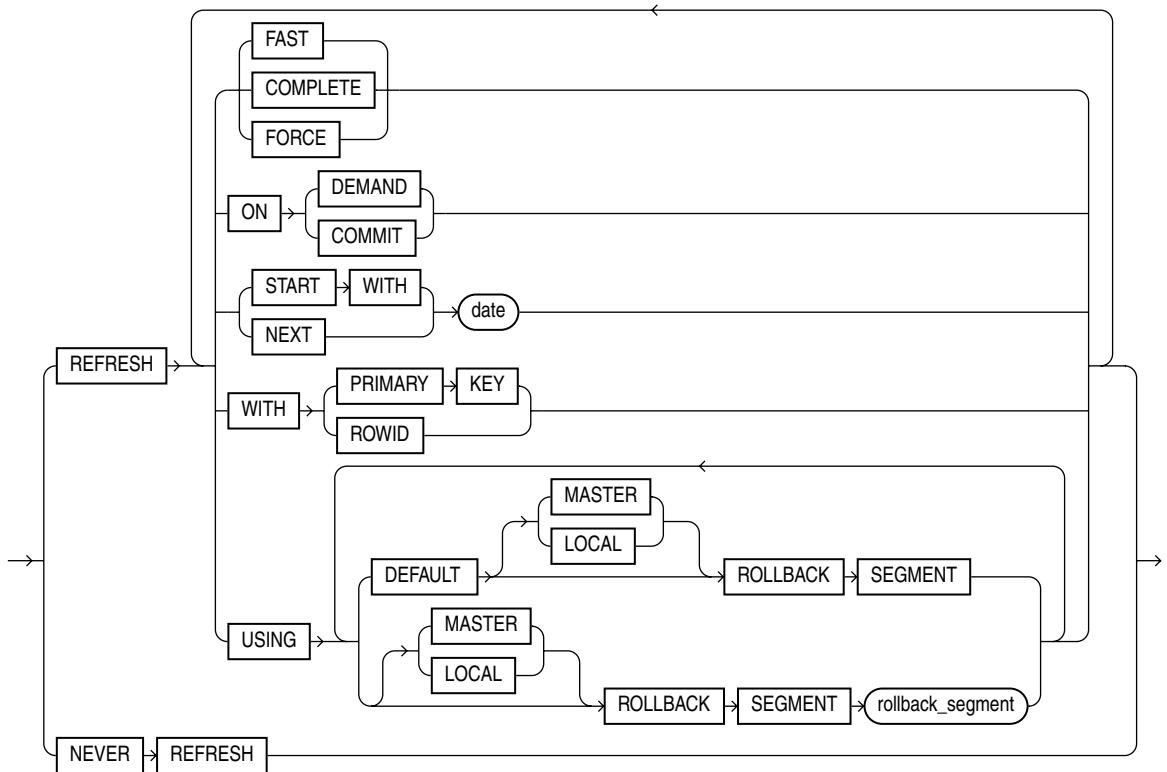 FAST
COMPLETE
FORCE
ON
DEMAND
COMMIT
START WITH
NEXT
date
REFRESH
WITH
PRIMARY KEY
ROWID
MASTER
LOCAL
DEFAULT
ROLLBACK SEGMENT
USING
MASTER
LOCAL
ROLLBACK SEGMENT rollback_segment
NEVER REFRESH